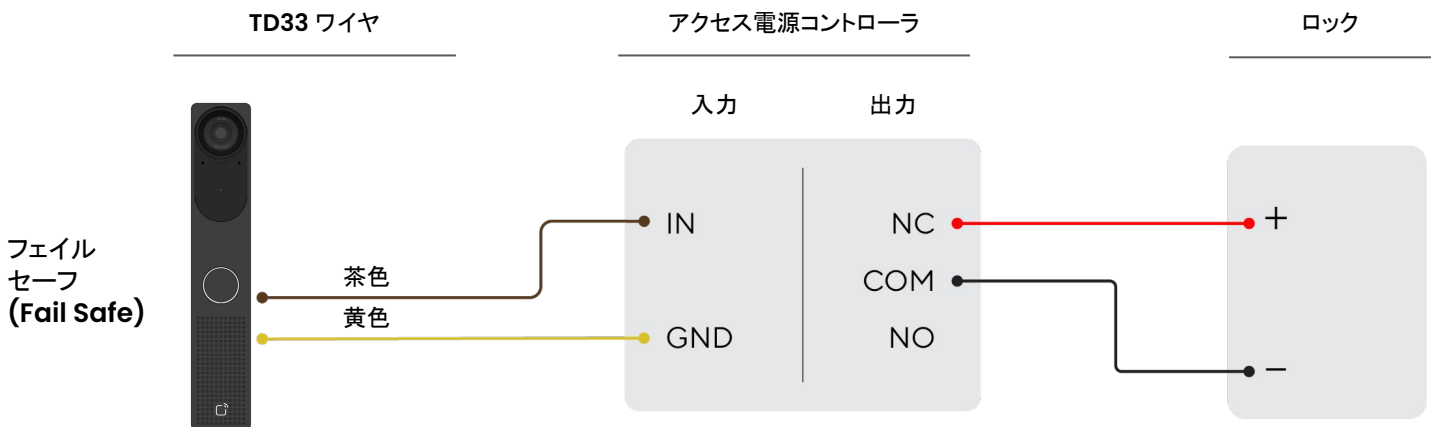 TD33 ワイヤ
アクセス電源コントローラ
ロック
入力
出力
フェイル
セーフ
(Fail Safe)
茶色
黄色
IN
GND
NC
COM
NO
+
−